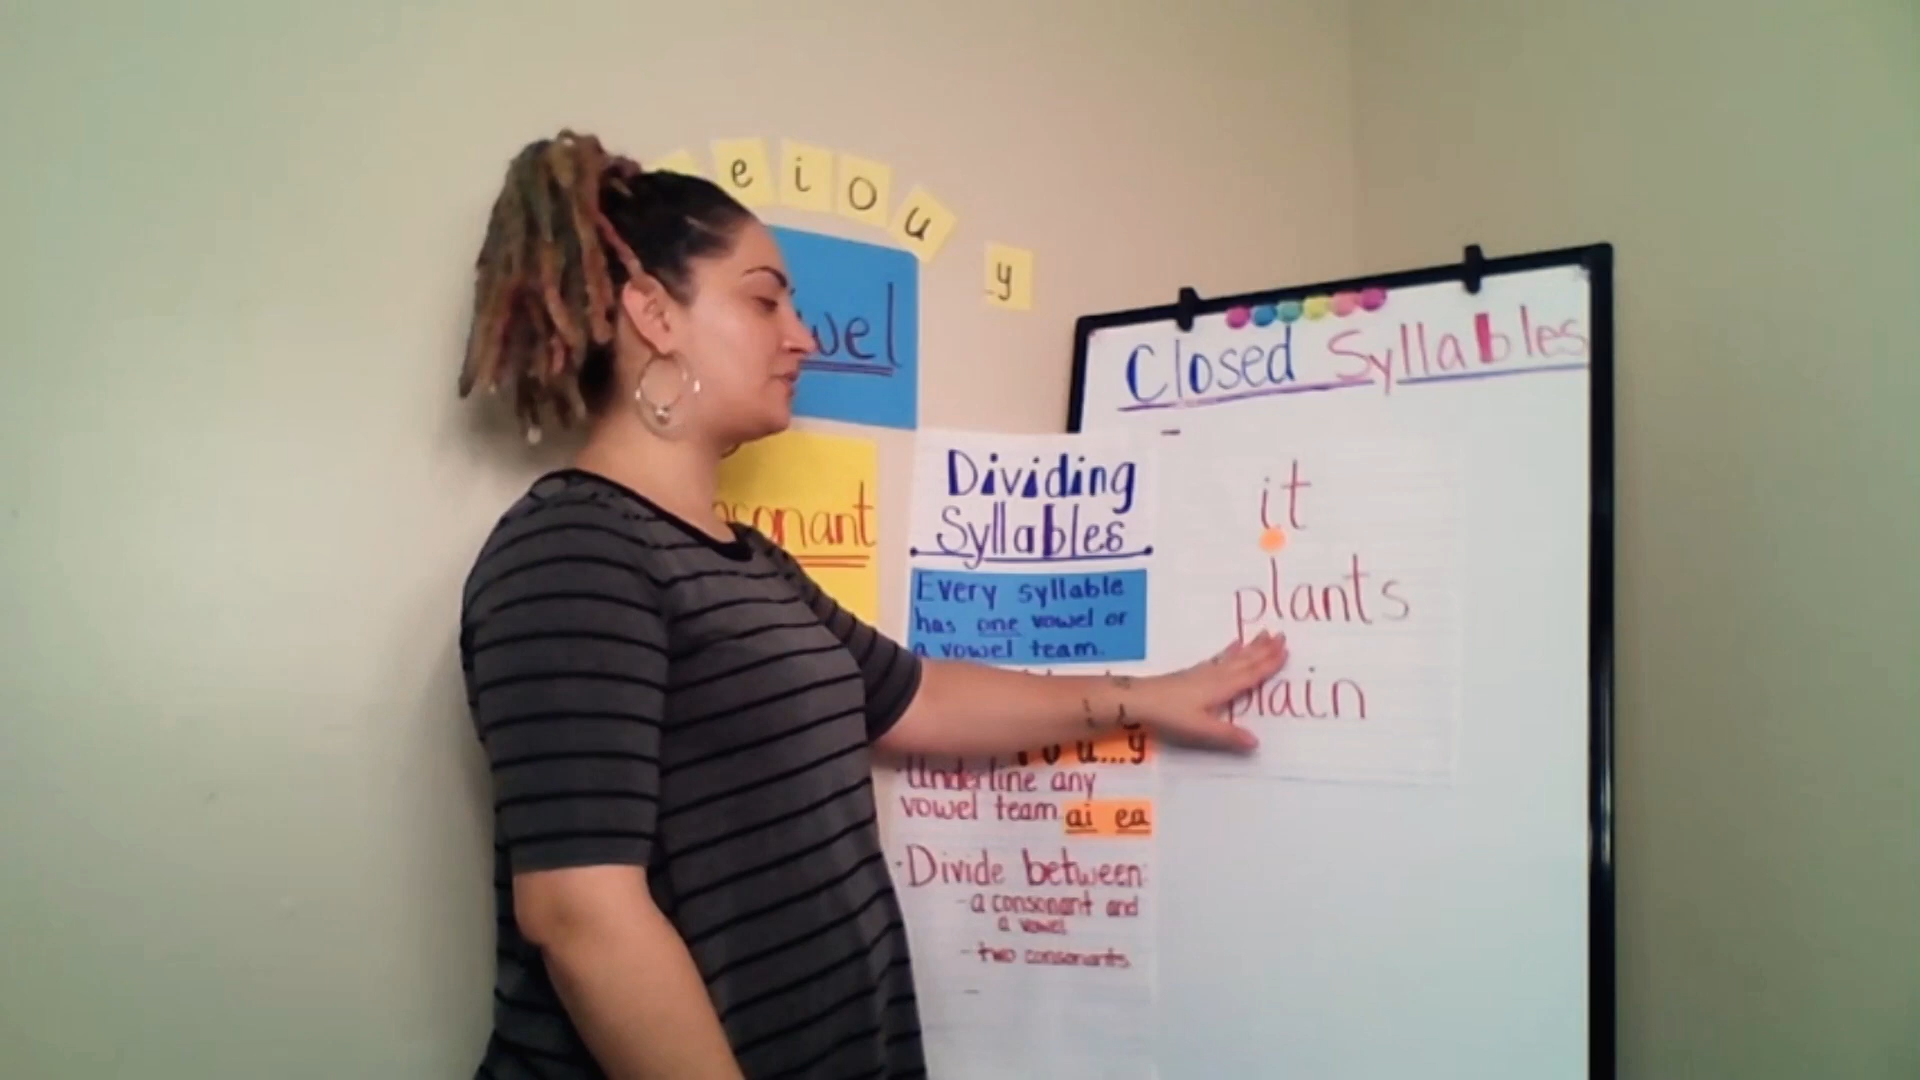 e i o u y
wel
sonant
Dividing
Syllables
Every syllable
has one vowel or
a vowel team.
u...y
Underline any
vowel team. ai ea
· Divide between:
- a consonant and
a vowel
- two consonants
Closed Syllables
it
plants
plain